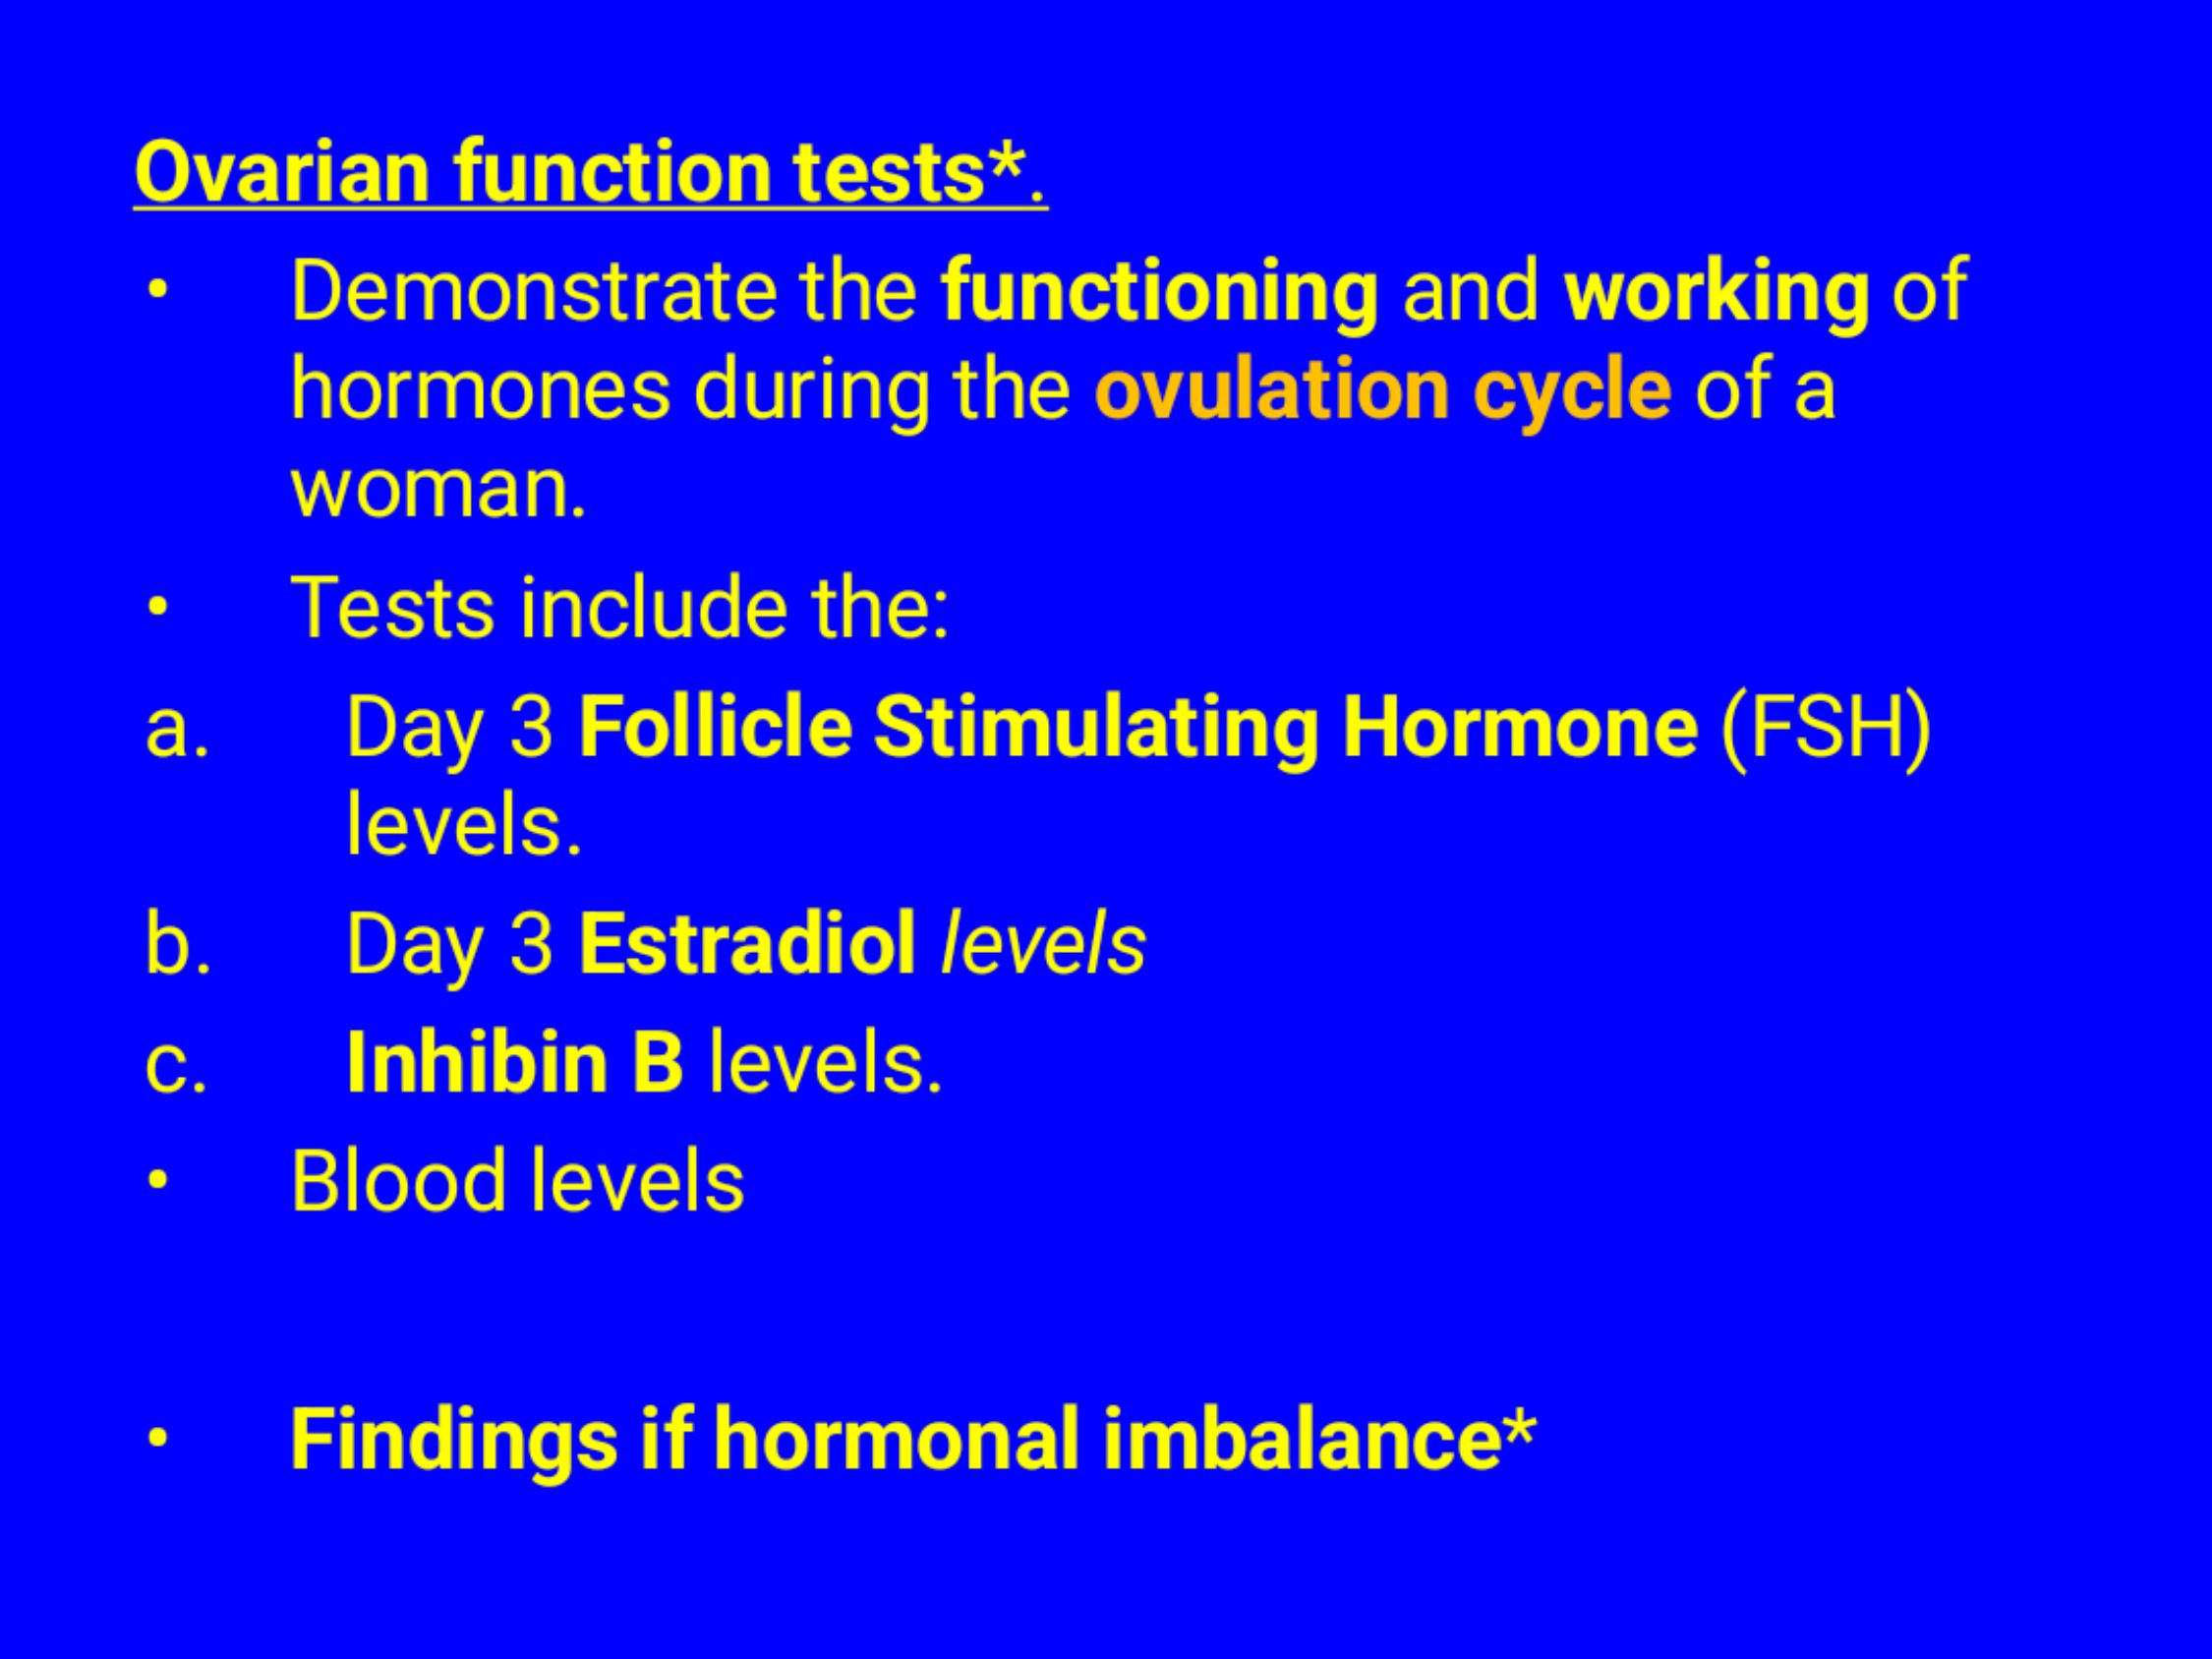 Ovarian function tests*.
• Demonstrate the functioning and working of
hormones during the ovulation cycle of a
woman.
• Tests include the:
a. Day 3 Follicle Stimulating Hormone (FSH)
levels.
b. Day 3 Estradiol levels
c. Inhibin B levels.
• Blood levels
• Findings if hormonal imbalance*